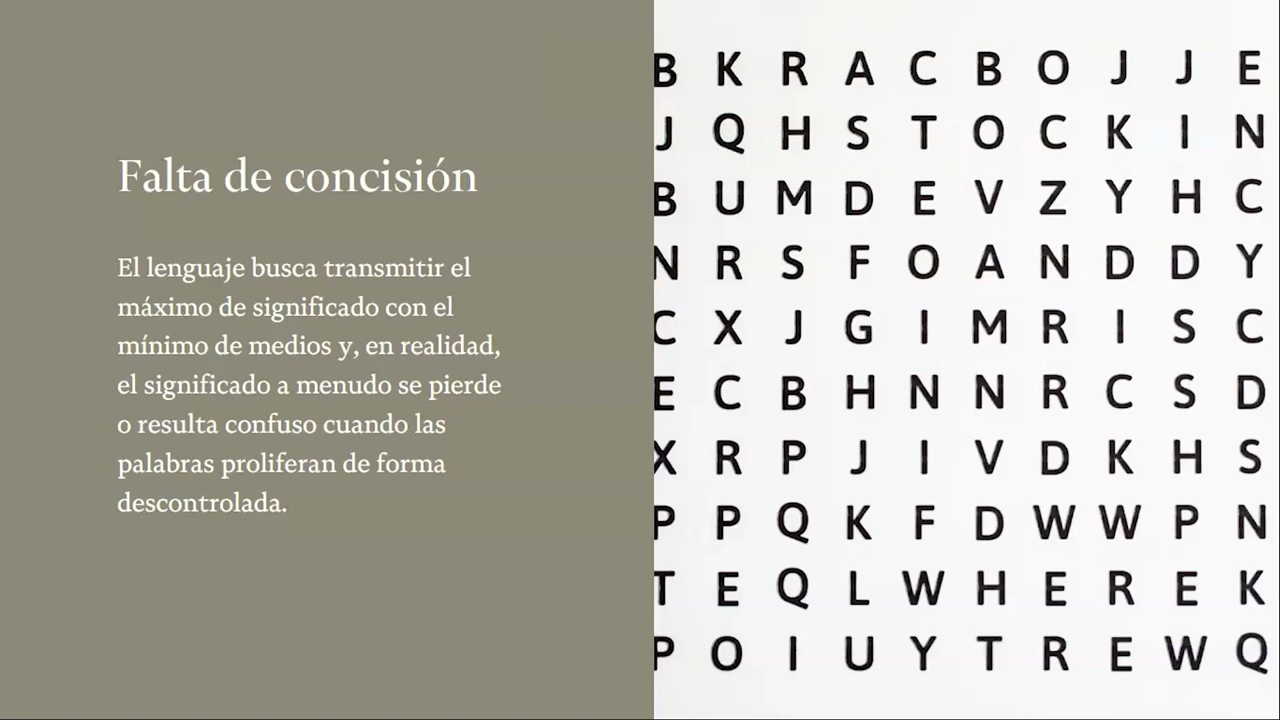 Falta de concisión
El lenguaje busca transmitir el
máximo de significado con el
mínimo de medios y, en realidad,
el significado a menudo se pierde
o resulta confuso cuando las
palabras proliferan de forma
descontrolada.
B K R A C B O J J E
J Q H S T O C K I N
B U M D E V Z Y H C
N R S F O A N D D Y
C X J G I M R I S C
E C B H N N R C S D
X R P J I V D K H S
P P Q K F D W W P N
T E Q L W H E R E K
P O I U Y T R E W Q